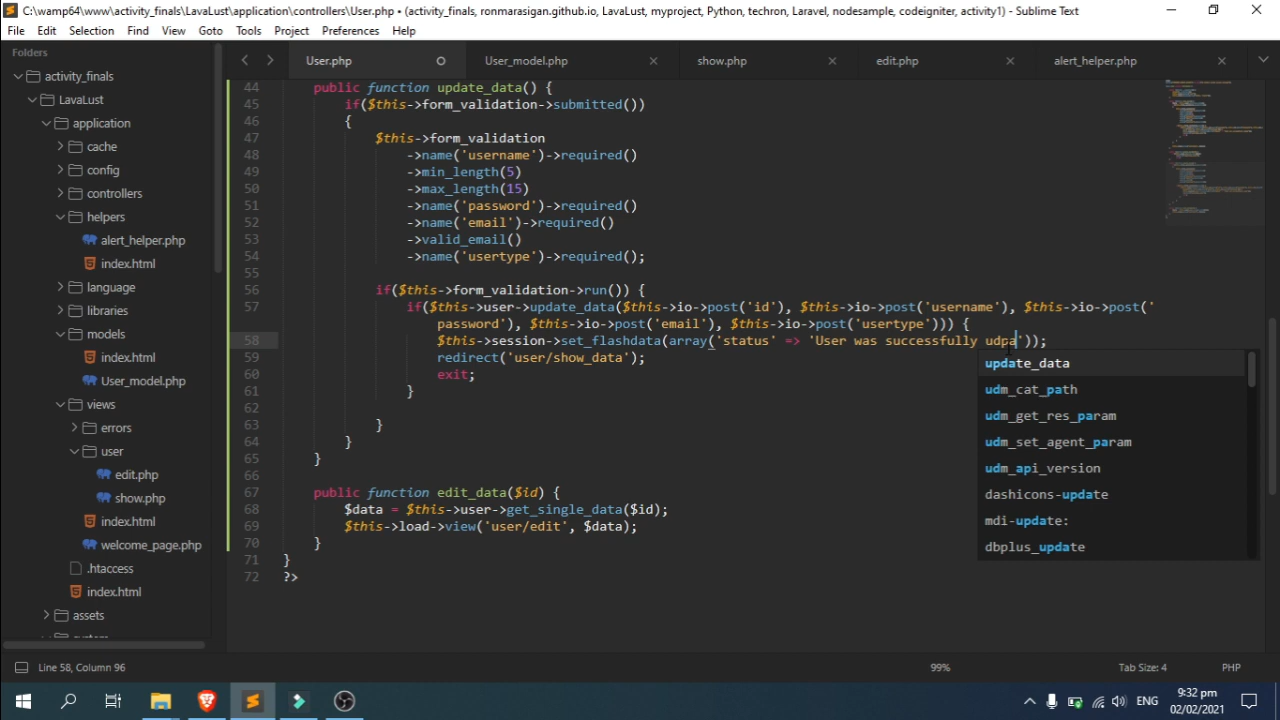 C:\wamp64\www\activity_finals\LavaLust\application\controllers\User.php • (activity_finals, ronmarasigan.github.io, LavaLust, myproject, Python, techron, Laravel, nodesample, codeigniter, activity1) - Sublime Text
File Edit Selection Find View Goto Tools Project Preferences Help
Folders
activity_finals
LavaLust
application
cache
config
controllers
helpers
alert_helper.php
index.html
language
libraries
models
index.html
User_model.php
views
errors
user
edit.php
show.php
index.html
welcome_page.php
.htaccess
index.html
assets
User.php User_model.php show.php edit.php alert_helper.php
44 public function update_data() {
45 if($this->form_validation->submitted())
46 {
47 $this->form_validation
48 ->name('username')->required()
49 ->min_length(5)
50 ->max_length(15)
51 ->name('password')->required()
52 ->name('email')->required()
53 ->valid_email()
54 ->name('usertype')->required();
55
56 if($this->form_validation->run()) {
57 if($this->user->update_data($this->io->post('id'), $this->io->post('username'), $this->io->post('
password'), $this->io->post('email'), $this->io->post('usertype'))) {
58 $this->session->set_flashdata(array('status' => 'User was successfully udpa'));
59 redirect('user/show_data');
60 exit;
61 }
62
63 }
64 }
65 }
66
67 public function edit_data($id) {
68 $data = $this->user->get_single_data($id);
69 $this->load->view('user/edit', $data);
70 }
71 }
72 ?>
update_data
udm_cat_path
udm_get_res_param
udm_set_agent_param
udm_api_version
dashicons-update
mdi-update:
dbplus_update
Line 58, Column 96
99%
Tab Size: 4
PHP
ENG
9:32 pm
02/02/2021